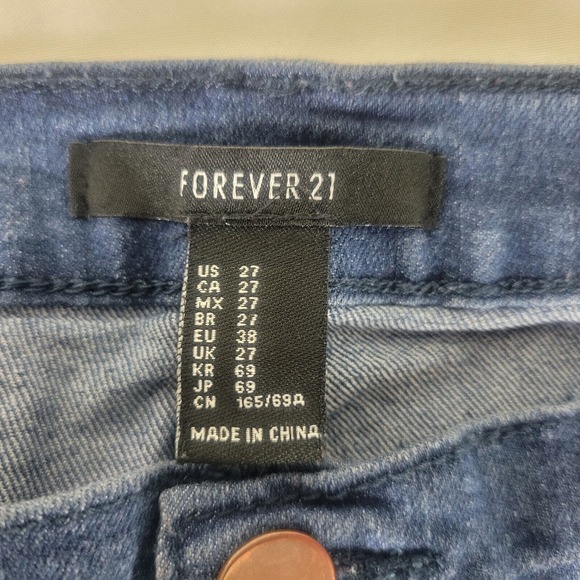 FOREVER 21
US 27
CA 27
MX 27
BR 27
EU 38
UK 27
KR 69
JP 69
CN 165/69A
MADE IN CHINA